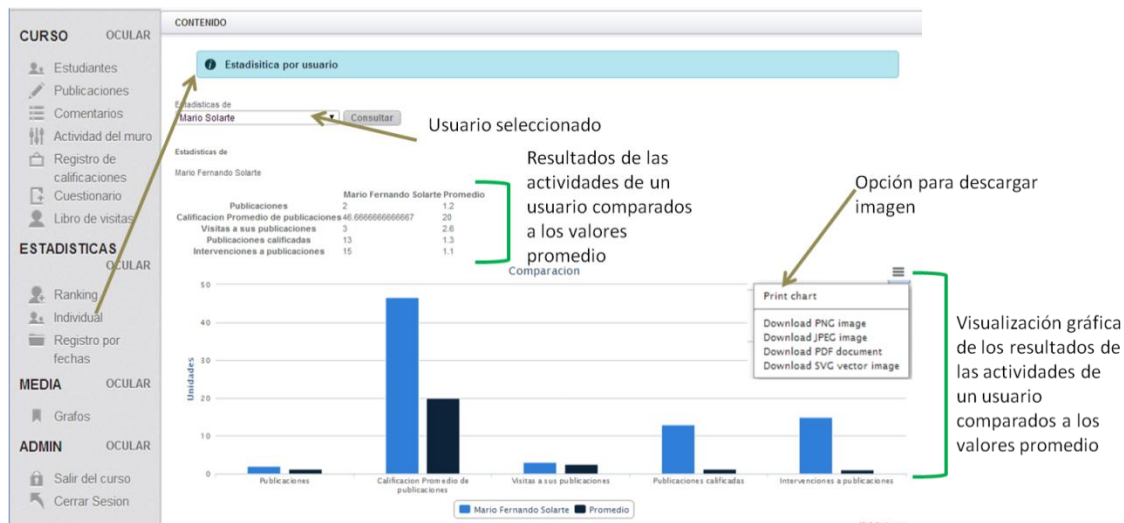 CURSO OCULAR
Estudiantes
Publicaciones
Comentarios
Actividad del muro
Registro de
calificaciones
Cuestionario
Libro de visitas
ESTADISTICAS
OCULAR
Ranking
Individual
Registro por
fechas
MEDIA OCULAR
Grafos
ADMIN OCULAR
Salir del curso
Cerrar Sesion
CONTENIDO
Estadisitica por usuario
Estadisticas de
Mario Solarte
Consultar
Usuario seleccionado
Estadisticas de
Mario Fernando Solarte
Mario Fernando Solarte Promedio
Publicaciones 2 1.2
Calificacion Promedio de publicaciones 46.6666666666667 20
Visitas a sus publicaciones 3 2.6
Publicaciones calificadas 13 1.3
Intervenciones a publicaciones 15 1.1
Resultados de las
actividades de un
usuario comparados
a los valores
promedio
Opción para descargar
imagen
Comparacion
Print chart
Download PNG image
Download JPEG image
Download PDF document
Download SVG vector image
Unidades
50
40
30
20
10
0
Publicaciones
Calificacion Promedio de
publicaciones
Visitas a sus publicaciones
Publicaciones calificadas
Intervenciones a publicaciones
Mario Fernando Solarte Promedio
Visualización gráfica
de los resultados de
las actividades de
un usuario
comparados a los
valores promedio